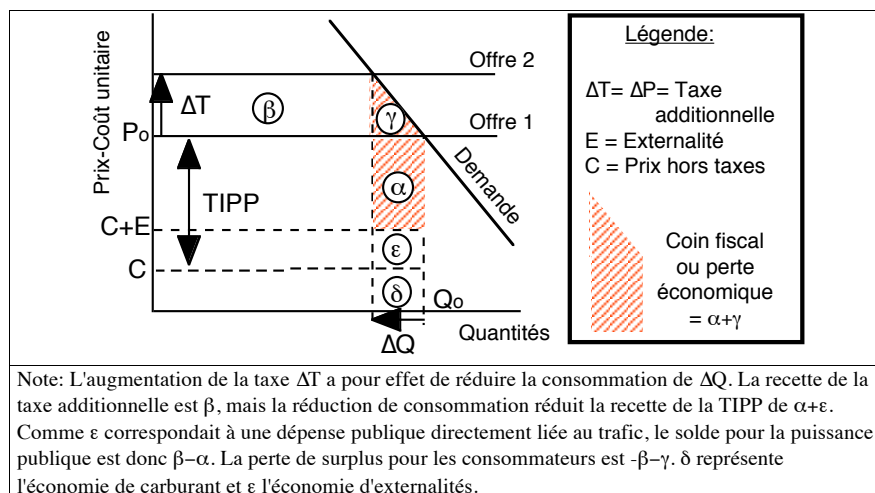 Prix-Coût unitaire
Offre 2
ΔT
β
γ
Po
Offre 1
TIPP
α
Demande
C+E
ε
C
δ
Qo
ΔQ
Quantités
Légende:
ΔT= ΔP= Taxe
additionnelle
E = Externalité
C = Prix hors taxes
Coin fiscal
ou perte
économique
= α+γ
Note: L'augmentation de la taxe ΔT a pour effet de réduire la consommation de ΔQ. La recette de la
taxe additionnelle est β, mais la réduction de consommation réduit la recette de la TIPP de α+ε.
Comme ε correspondait à une dépense publique directement liée au trafic, le solde pour la puissance
publique est donc β−α. La perte de surplus pour les consommateurs est -β−γ. δ représente
l'économie de carburant et ε l'économie d'externalités.